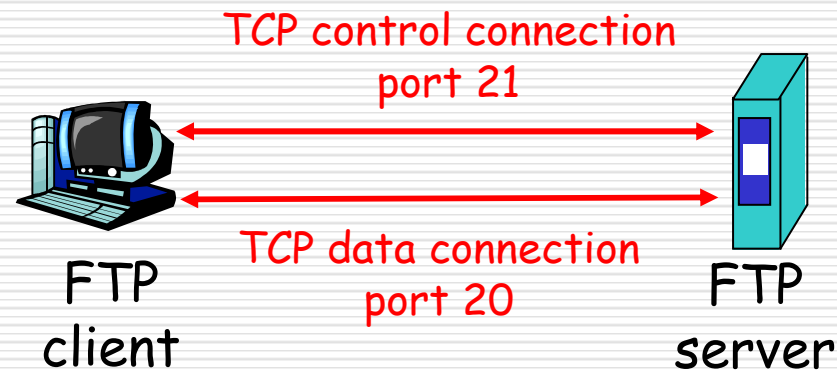 TCP control connection
port 21
TCP data connection
port 20
FTP
client
FTP
server